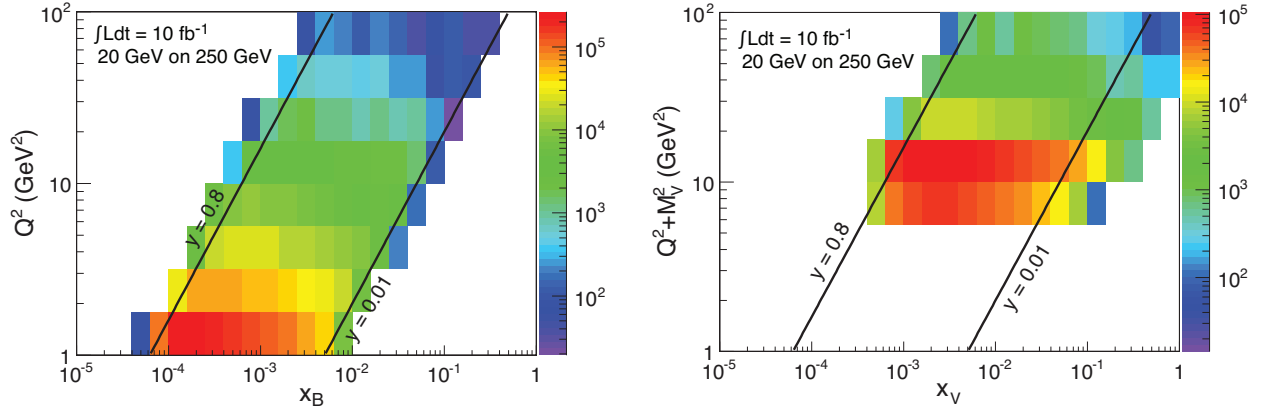 ∫Ldt = 10 fb⁻¹
20 GeV on 250 GeV
Q² (GeV²)
10²
10
1
y = 0.8
y = 0.01
10⁻⁵
10⁻⁴
10⁻³
10⁻²
10⁻¹
1
x_B
10⁵
10⁴
10³
10²
∫Ldt = 10 fb⁻¹
20 GeV on 250 GeV
Q²+M²_V (GeV²)
10²
10
1
y = 0.8
y = 0.01
10⁻⁵
10⁻⁴
10⁻³
10⁻²
10⁻¹
1
x_V
10⁵
10⁴
10³
10²